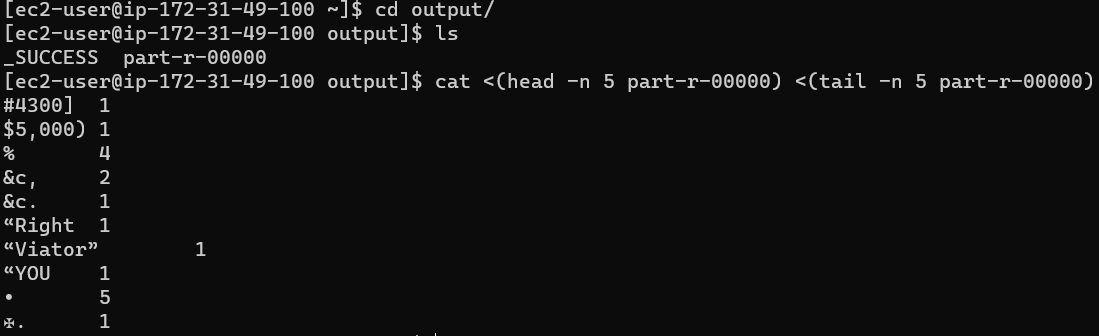 [ec2-user@ip-172-31-49-100 ~]$ cd output/
[ec2-user@ip-172-31-49-100 output]$ ls
_SUCCESS  part-r-00000
[ec2-user@ip-172-31-49-100 output]$ cat <(head -n 5 part-r-00000) <(tail -n 5 part-r-00000)
#4300]  1
$5,000) 1
%       4
&c,     2
&c.     1
“Right  1
“Viator”        1
“YOU    1
•       5
✠.      1